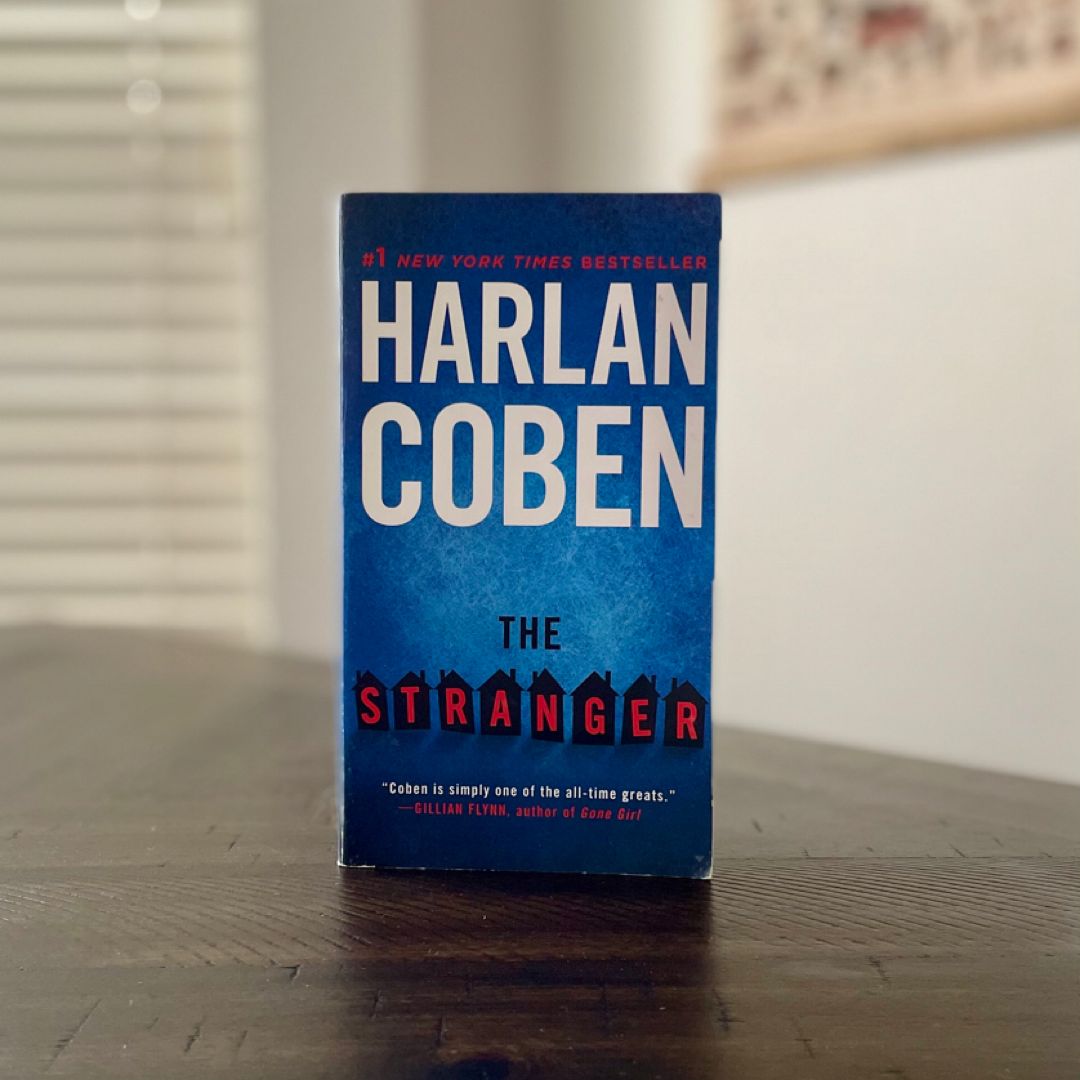 #1 NEW YORK TIMES BESTSELLER
HARLAN
COBEN
THE
STRANGER
“Coben is simply one of the all-time greats.”
—GILLIAN FLYNN, author of Gone Girl